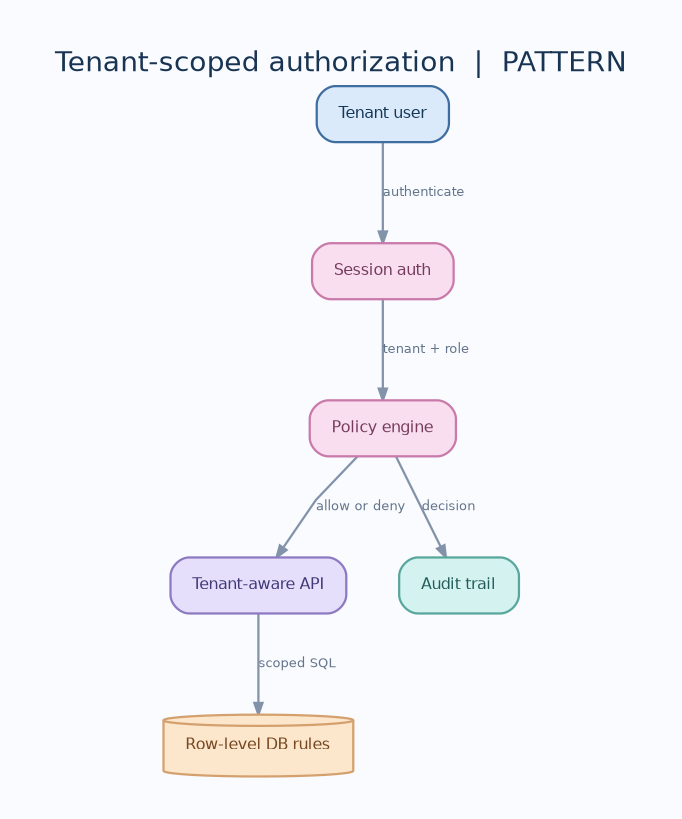 Tenant-scoped authorization | PATTERN
Tenant user
authenticate
Session auth
tenant + role
Policy engine
allow or deny
decision
Tenant-aware API
Audit trail
scoped SQL
Row-level DB rules